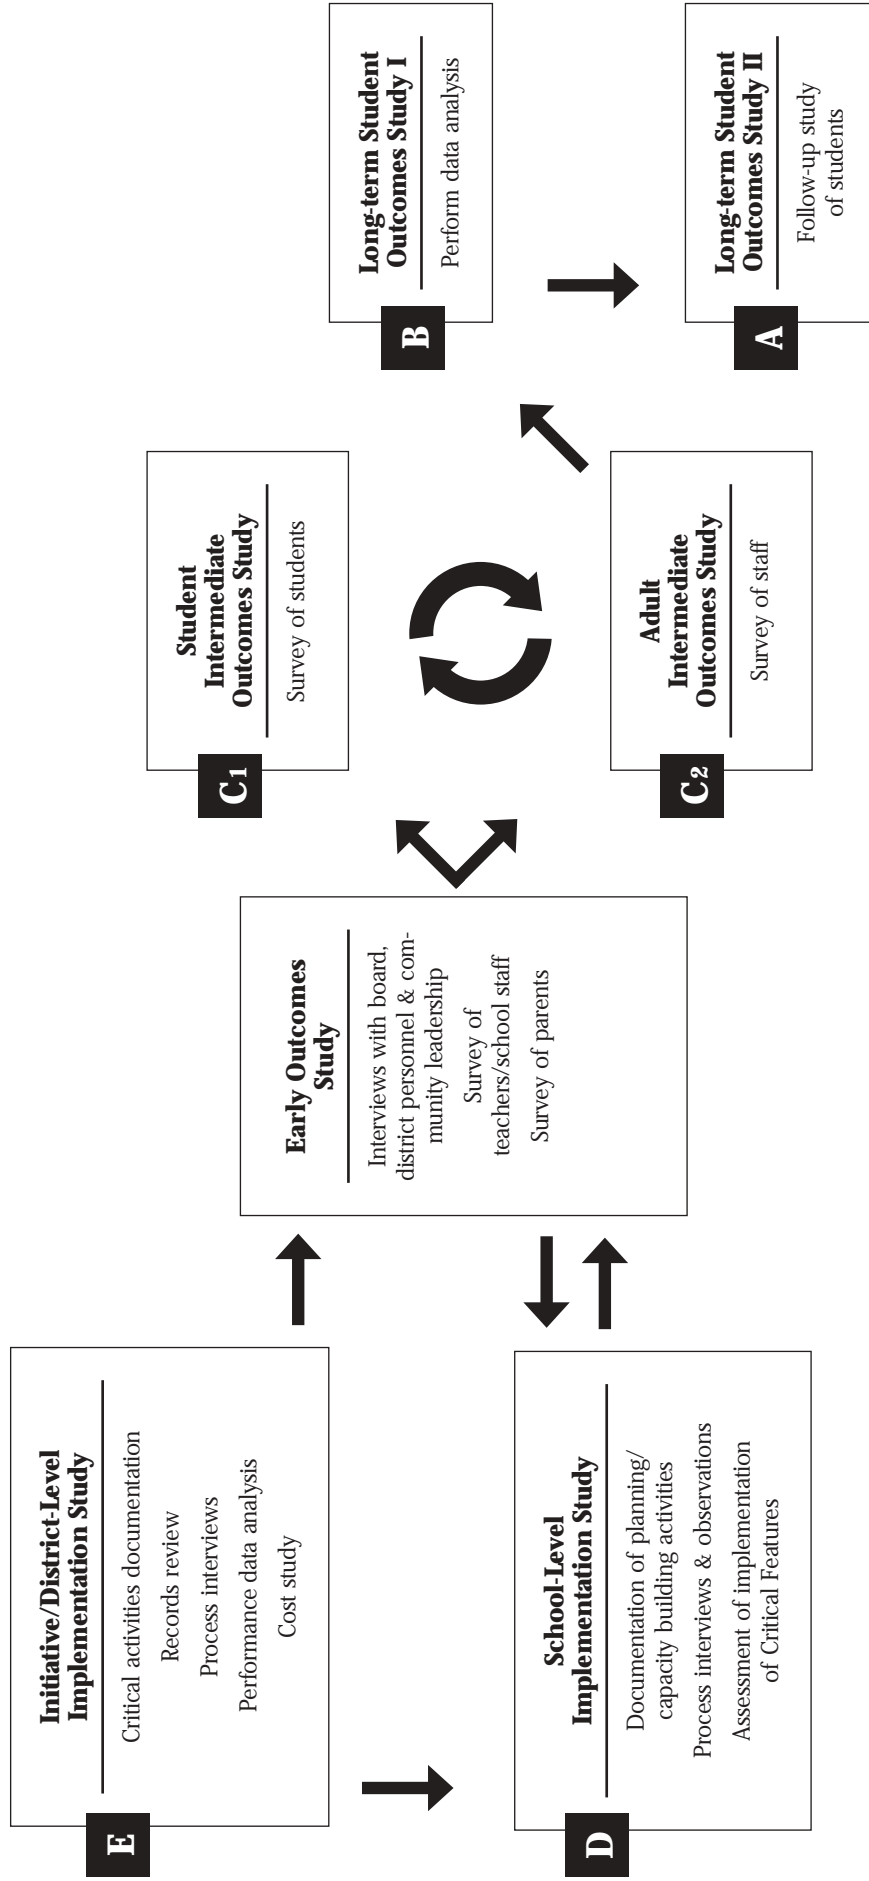 E
Initiative/District-Level
Implementation Study
Critical activities documentation
Records review
Process interviews
Performance data analysis
Cost study
D
School-Level
Implementation Study
Documentation of planning/
capacity building activities
Process interviews & observations
Assessment of implementation
of Critical Features
Early Outcomes
Study
Interviews with board,
district personnel & com-
munity leadership
Survey of
teachers/school staff
Survey of parents
C1
Student
Intermediate
Outcomes Study
Survey of students
C2
Adult
Intermediate
Outcomes Study
Survey of staff
B
Long-term Student
Outcomes Study I
Perform data analysis
A
Long-term Student
Outcomes Study II
Follow-up study
of students